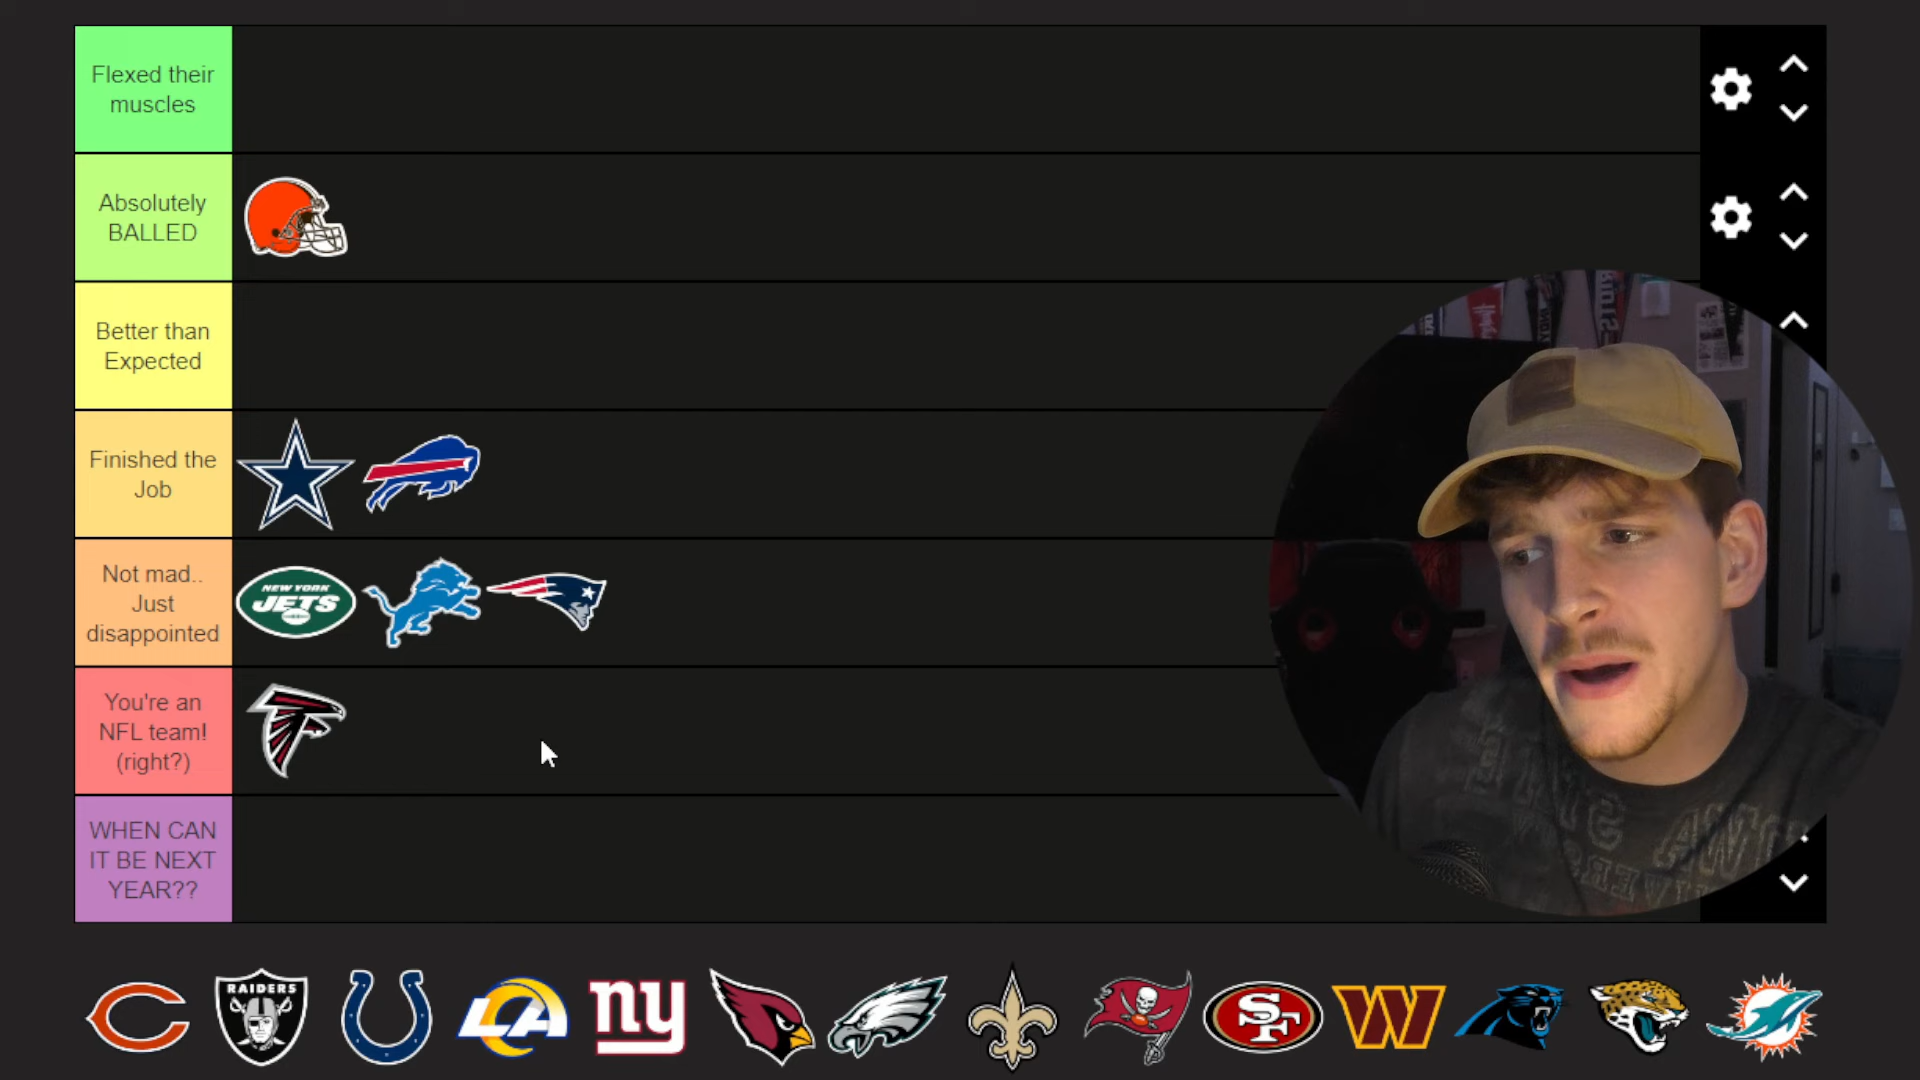 Flexed their
muscles
Absolutely
BALLED
Better than
Expected
Finished the
Job
Not mad..
Just
disappointed
NEW YORK
JETS
You're an
NFL team!
(right?)
WHEN CAN
IT BE NEXT
YEAR??
RAIDERS
LA
ny
SF
W